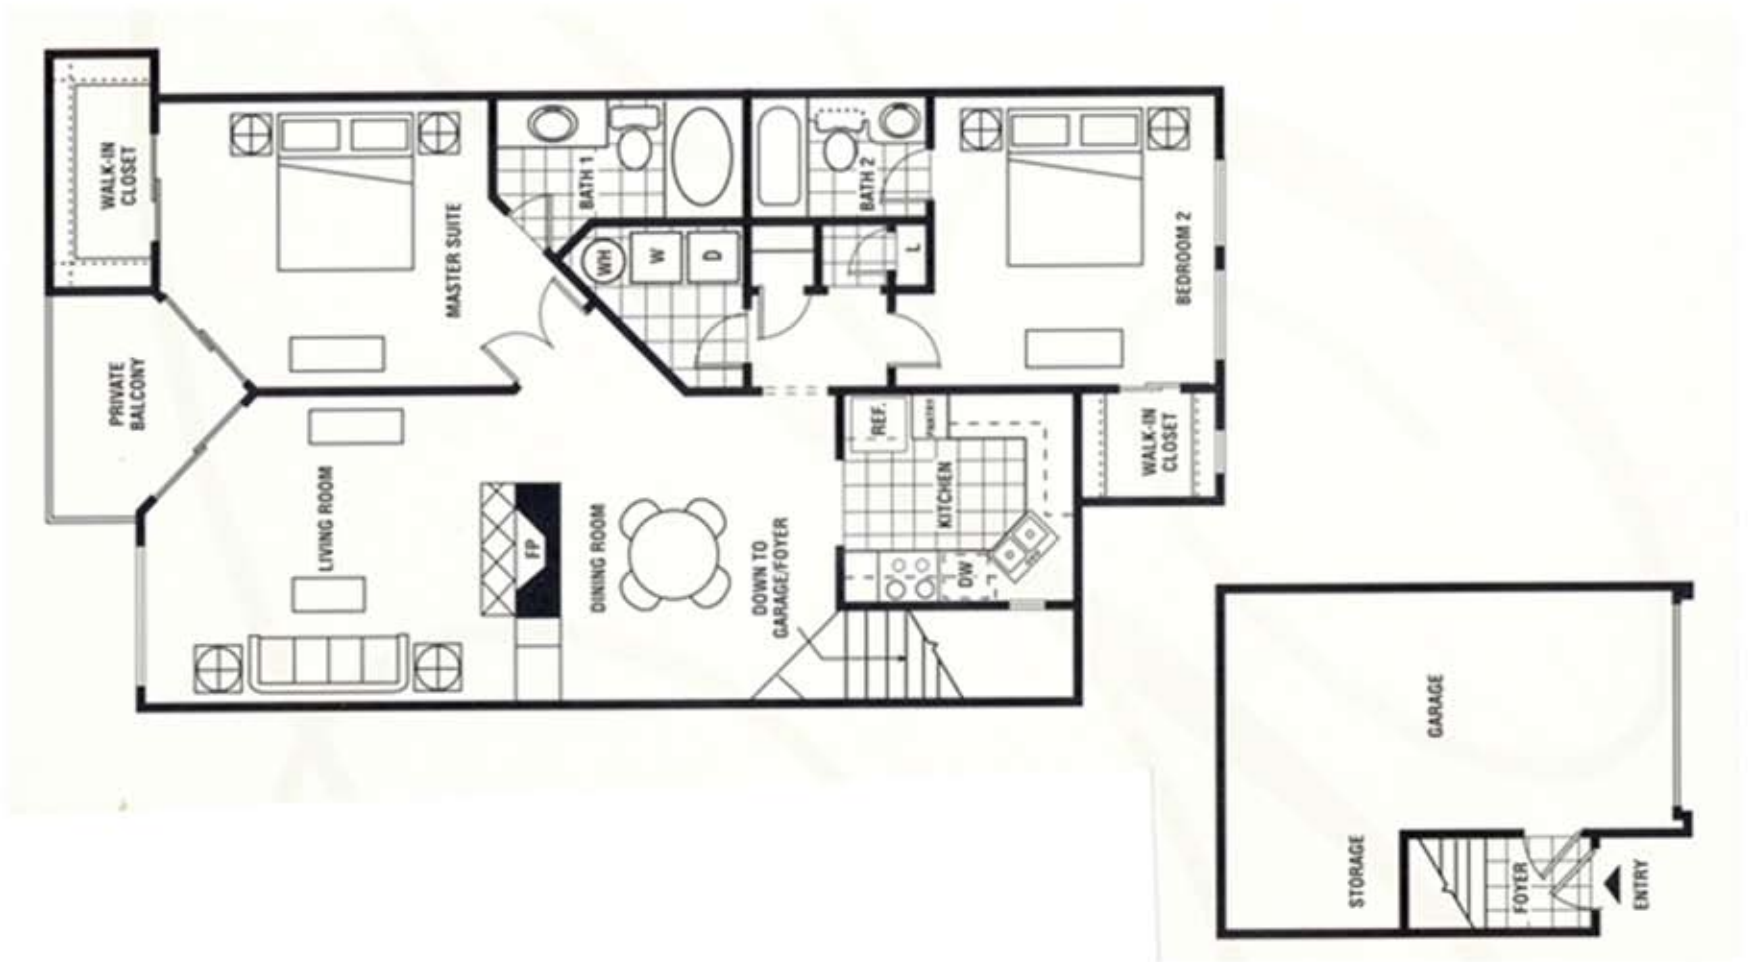 WALK-IN
CLOSET
MASTER SUITE
BATH 1
BATH 2
WH
W
D
L
BEDROOM 2
PRIVATE
BALCONY
LIVING ROOM
FP
DINING ROOM
DOWN TO
GARAGE/FOYER
REF.
PANTRY
KITCHEN
DW
WALK-IN
CLOSET
GARAGE
STORAGE
FOYER
ENTRY